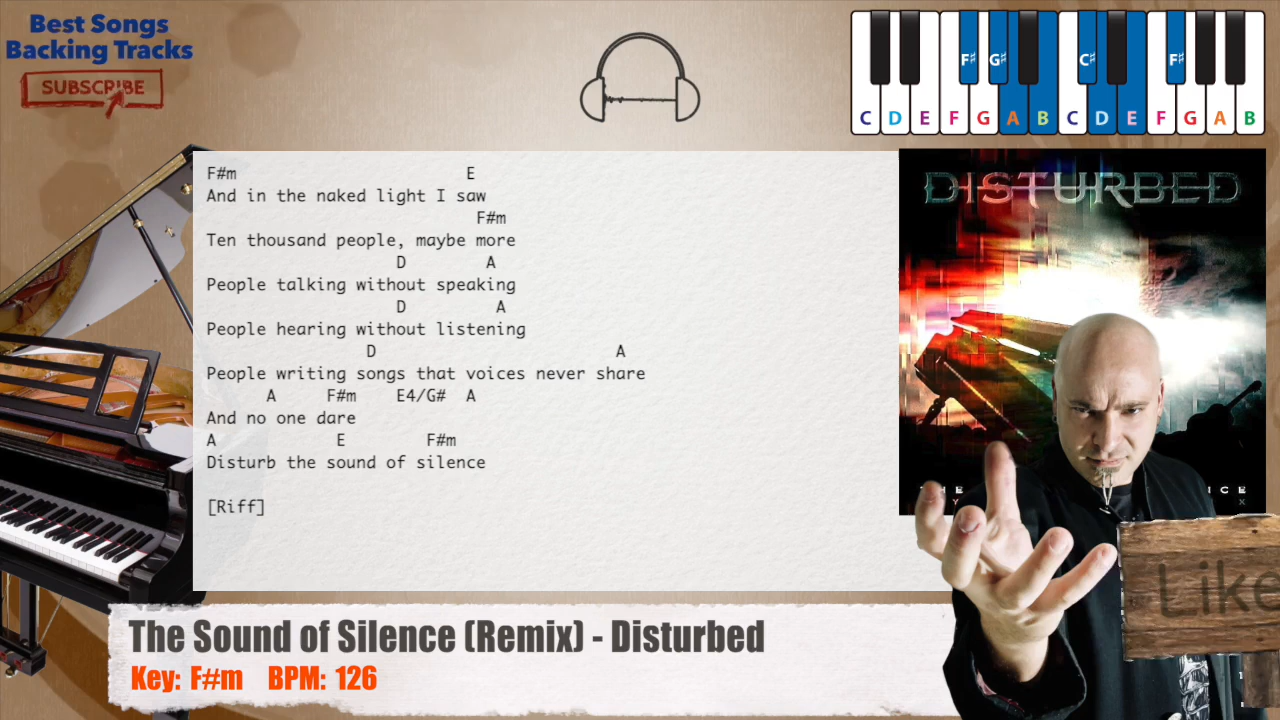 Best Songs
Backing Tracks
SUBSCRIBE
F# G# C# F#
C D E F G A B C D E F G A B
F#m E
And in the naked light I saw
F#m
Ten thousand people, maybe more
D A
People talking without speaking
D A
People hearing without listening
D A
People writing songs that voices never share
A F#m E4/G# A
And no one dare
A E F#m
Disturb the sound of silence
[Riff]
DISTURBED
Like
The Sound of Silence (Remix) - Disturbed
Key: F#m BPM: 126